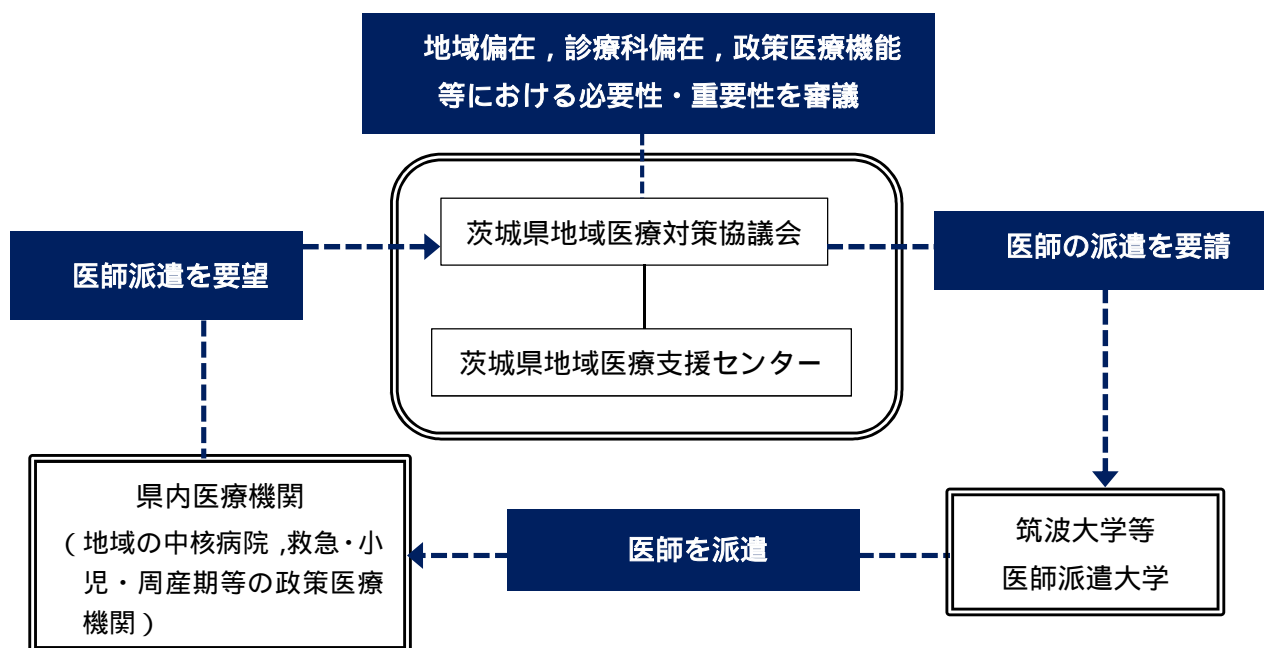 地域偏在,診療科偏在,政策医療機能
等における必要性・重要性を審議
茨城県地域医療対策協議会
医師の派遣を要請
医師派遣を要望
茨城県地域医療支援センター
県内医療機関
(地域の中核病院,救急・小
児・周産期等の政策医療
機関)
医師を派遣
筑波大学等
医師派遣大学